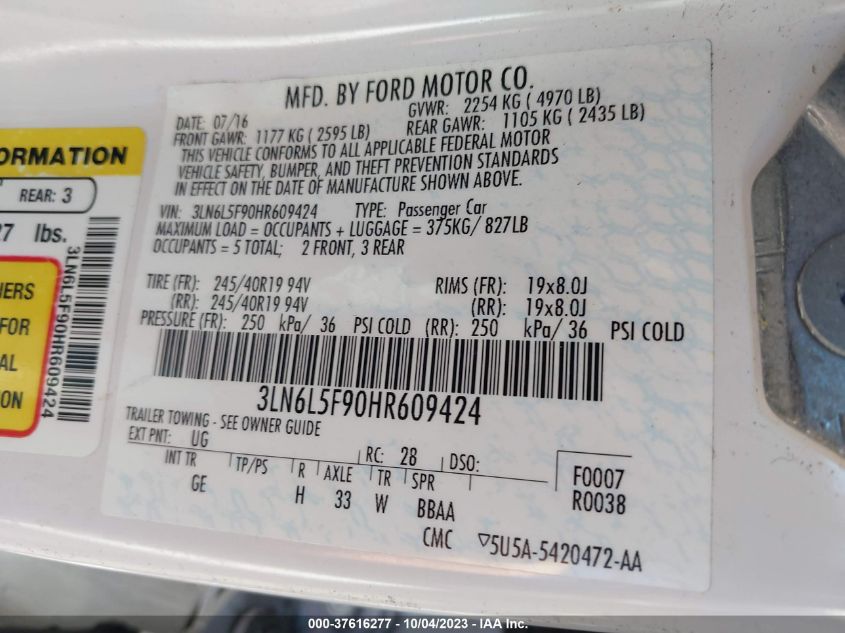 MFD. BY FORD MOTOR CO.
DATE: 07/16 GVWR: 2254 KG ( 4970 LB)
FRONT GAWR: 1177 KG ( 2595 LB) REAR GAWR: 1105 KG ( 2435 LB)
THIS VEHICLE CONFORMS TO ALL APPLICABLE FEDERAL MOTOR
VEHICLE SAFETY, BUMPER, AND THEFT PREVENTION STANDARDS
IN EFFECT ON THE DATE OF MANUFACTURE SHOWN ABOVE.
VIN: 3LN6L5F90HR609424 TYPE: Passenger Car
MAXIMUM LOAD = OCCUPANTS + LUGGAGE = 375KG/ 827LB
OCCUPANTS = 5 TOTAL; 2 FRONT, 3 REAR
TIRE (FR): 245/40R19 94V RIMS (FR): 19x8.0J
(RR): 245/40R19 94V (RR): 19x8.0J
PRESSURE (FR): 250 kPa/ 36 PSI COLD (RR): 250 kPa/ 36 PSI COLD
3LN6L5F90HR609424
TRAILER TOWING - SEE OWNER GUIDE
EXT PNT: UG RC: 28 DSO:
INT TR TP/PS R AXLE TR SPR
GE H 33 W BBAA
F0007
R0038
CMC ▽5U5A-5420472-AA
ORMATION
REAR: 3
27 lbs.
3LN6L5F90HR609424
IERS
FOR
AL
ON
000-37616277 - 10/04/2023 - IAA Inc.